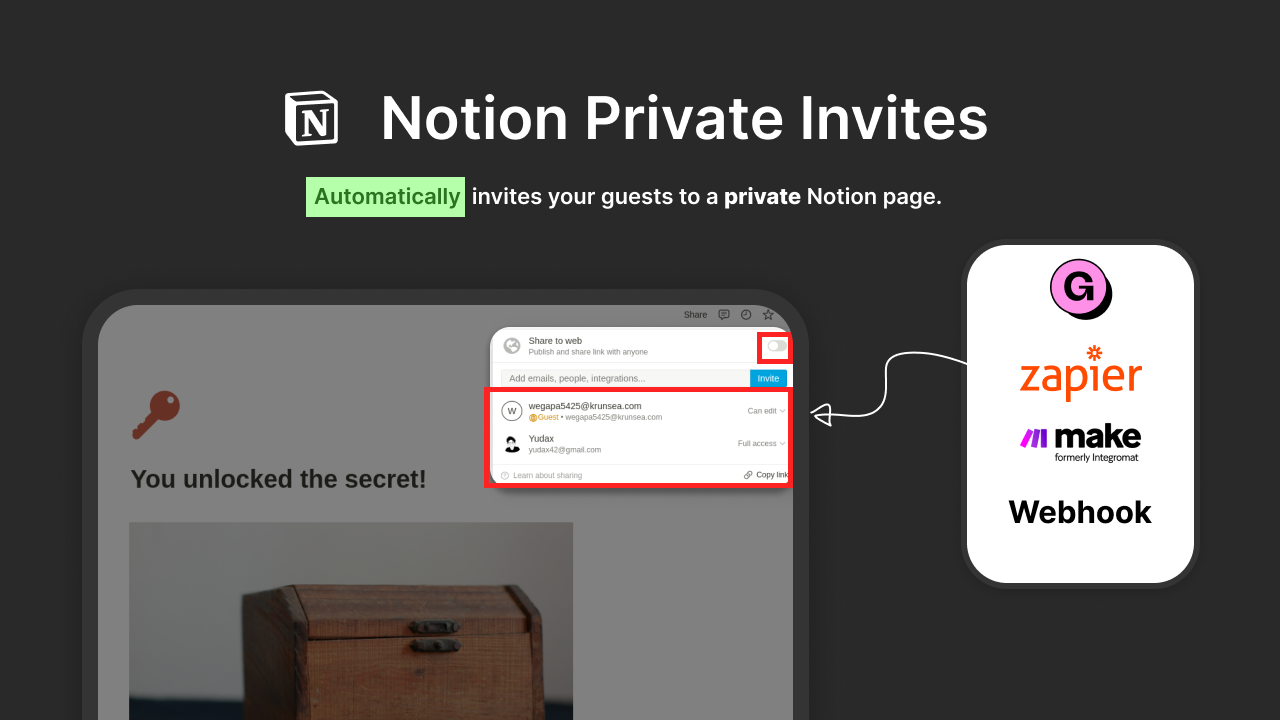 N Notion Private Invites
Automatically invites your guests to a private Notion page.
Share
Share to web
Publish and share link with anyone
Add emails, people, integrations...
Invite
W
wegapa5425@krunsea.com
Guest • wegapa5425@krunsea.com
Can edit
Yudax
yudax42@gmail.com
Full access
? Learn about sharing
Copy link
You unlocked the secret!
G
zapier
make
formerly Integromat
Webhook